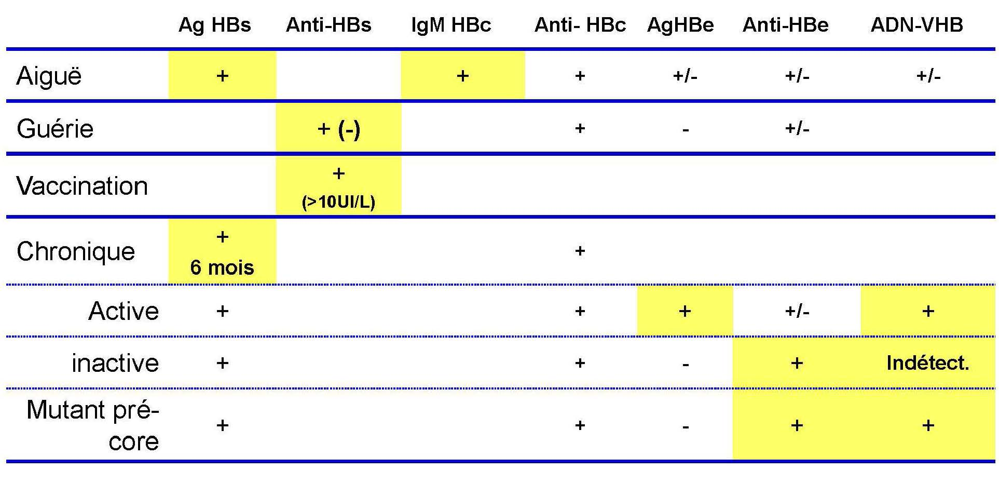 Ag HBs Anti-HBs IgM HBc Anti- HBc AgHBe Anti-HBe ADN-VHB
Aiguë + + + +/- +/- +/-
Guérie + (-) + - +/-
Vaccination +
(>10UI/L)
Chronique + +
6 mois
Active + + + +/- +
inactive + + - + Indétect.
Mutant pré-
core + + - + +